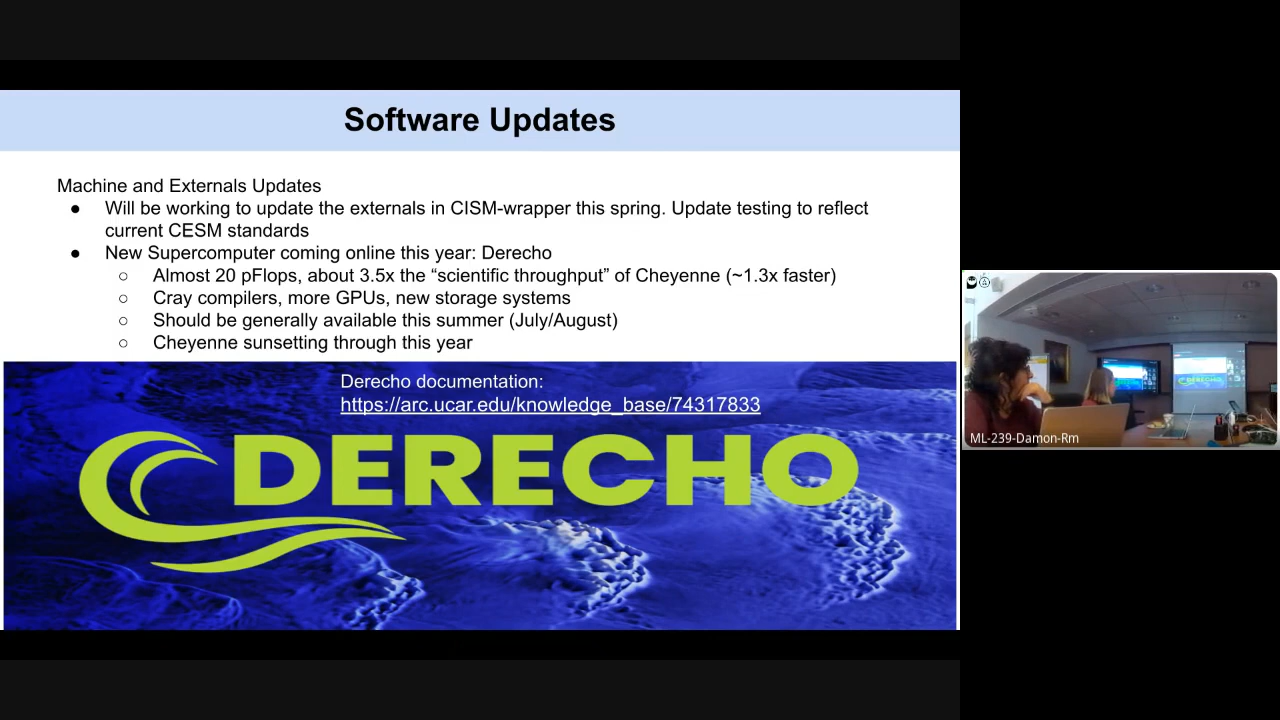 Software Updates
Machine and Externals Updates
● Will be working to update the externals in CISM-wrapper this spring. Update testing to reflect
current CESM standards
● New Supercomputer coming online this year: Derecho
○ Almost 20 pFlops, about 3.5x the “scientific throughput” of Cheyenne (~1.3x faster)
○ Cray compilers, more GPUs, new storage systems
○ Should be generally available this summer (July/August)
○ Cheyenne sunsetting through this year
Derecho documentation:
https://arc.ucar.edu/knowledge_base/74317833
DERECHO
DERECHO
ML-239-Damon-Rm